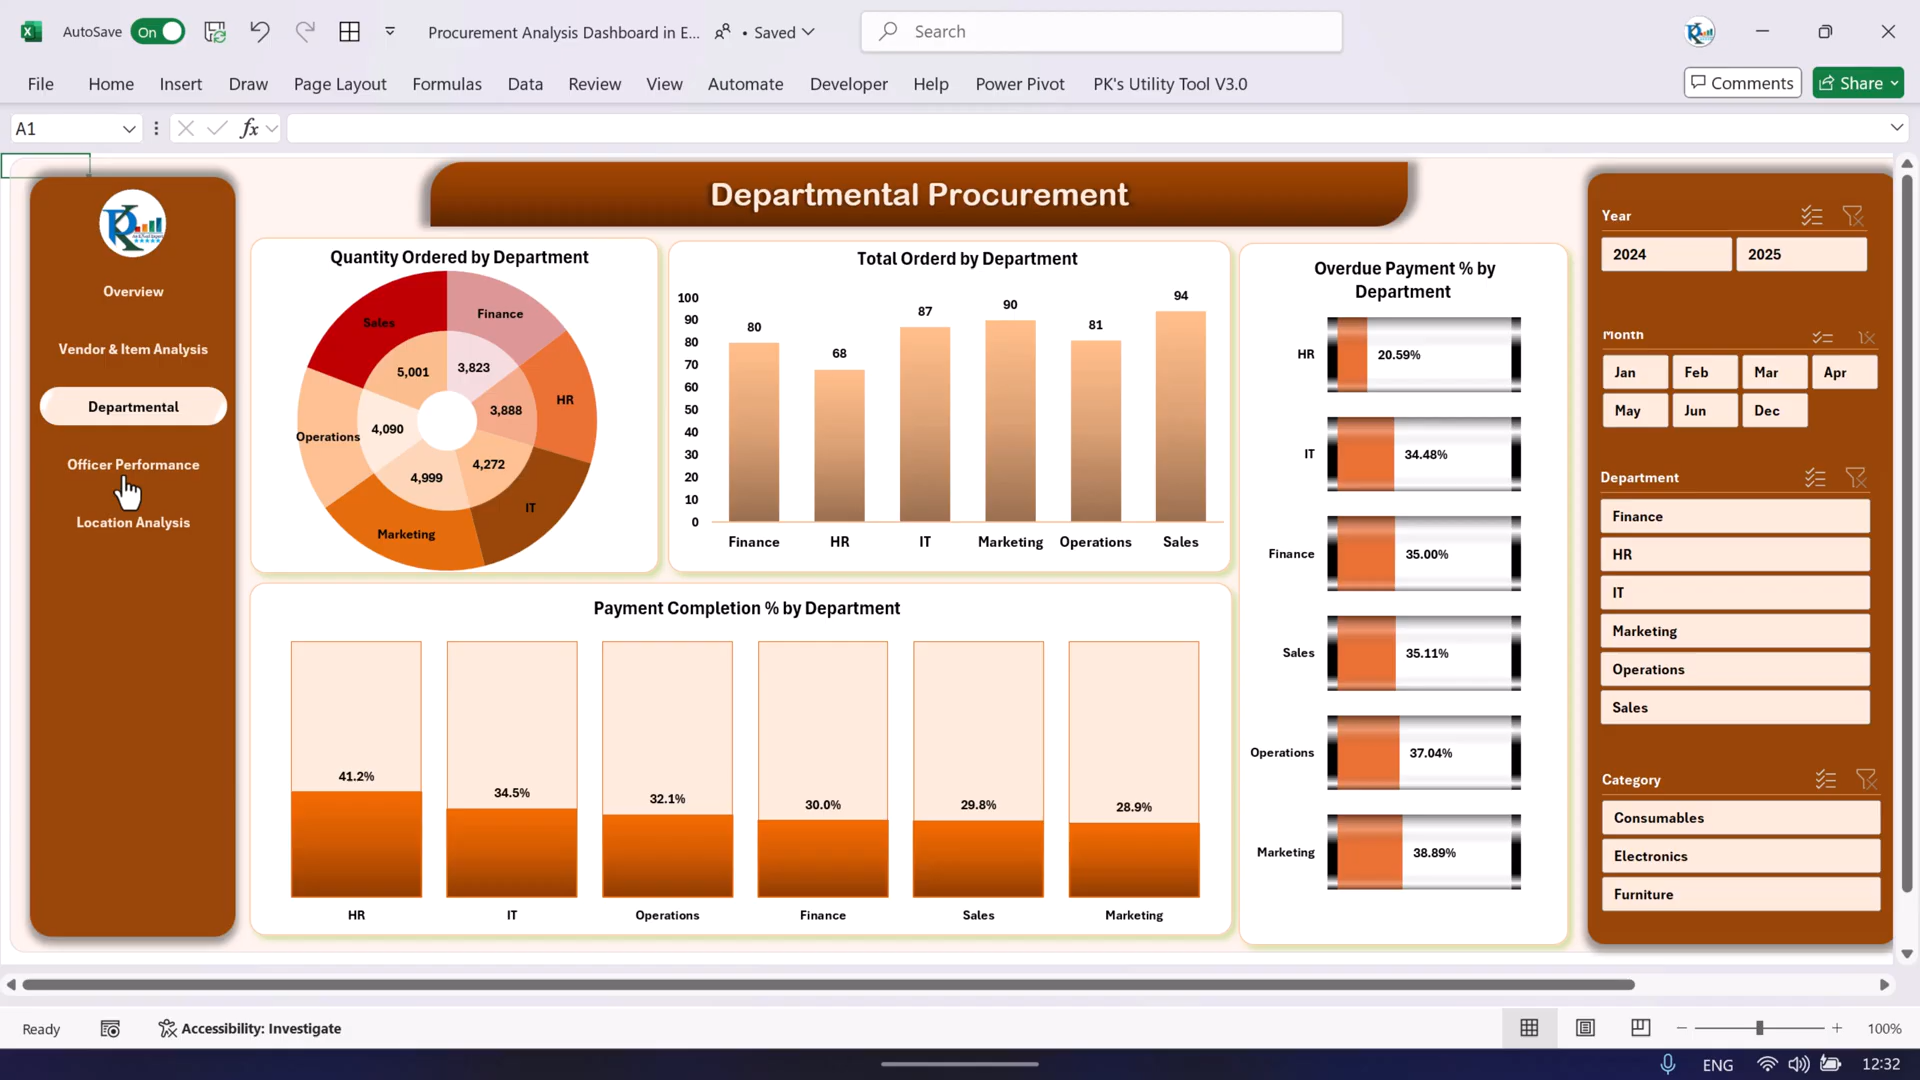 AutoSave On
Procurement Analysis Dashboard in E... • Saved
Search
File Home Insert Draw Page Layout Formulas Data Review View Automate Developer Help Power Pivot PK's Utility Tool V3.0
Comments Share
A1
fx
Departmental Procurement
Overview
Vendor & Item Analysis
Departmental
Officer Performance
Location Analysis
Quantity Ordered by Department
Sales
Finance
5,001
3,823
HR
3,888
Operations
4,090
4,272
4,999
IT
Marketing
Total Orderd by Department
100
90
80
70
60
50
40
30
20
10
0
80
68
87
90
81
94
Finance HR IT Marketing Operations Sales
Payment Completion % by Department
41.2%
34.5%
32.1%
30.0%
29.8%
28.9%
HR IT Operations Finance Sales Marketing
Overdue Payment % by
Department
HR 20.59%
IT 34.48%
Finance 35.00%
Sales 35.11%
Operations 37.04%
Marketing 38.89%
Year
2024 2025
Month
Jan Feb Mar Apr
May Jun Dec
Department
Finance
HR
IT
Marketing
Operations
Sales
Category
Consumables
Electronics
Furniture
Ready
Accessibility: Investigate
100%
ENG
12:32